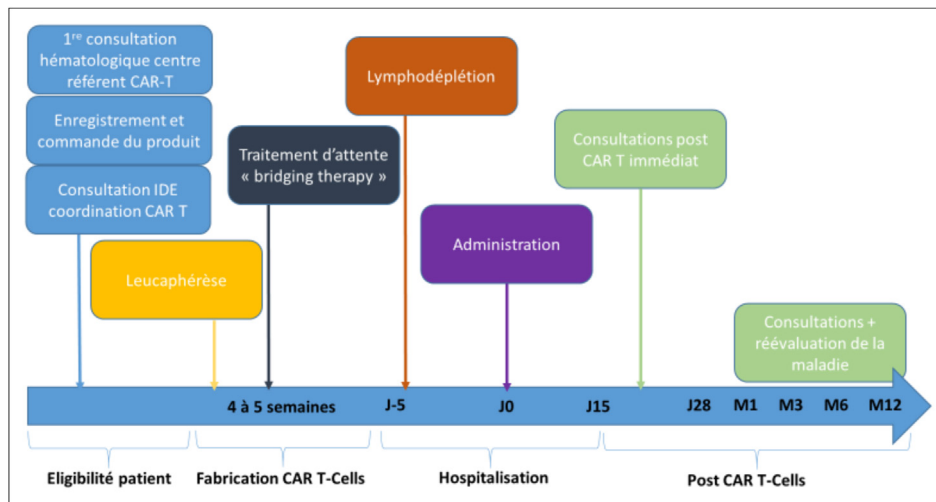 1re consultation
hématologique centre
référent CAR-T
Enregistrement et
commande du produit
Consultation IDE
coordination CAR T
Leucaphérèse
Traitement d'attente
« bridging therapy »
Lymphodéplétion
Administration
Consultations post
CAR T immédiat
Consultations +
réévaluation de la
maladie
4 à 5 semaines
J-5
J0
J15
J28
M1
M3
M6
M12
Eligibilité patient
Fabrication CAR T-Cells
Hospitalisation
Post CAR T-Cells